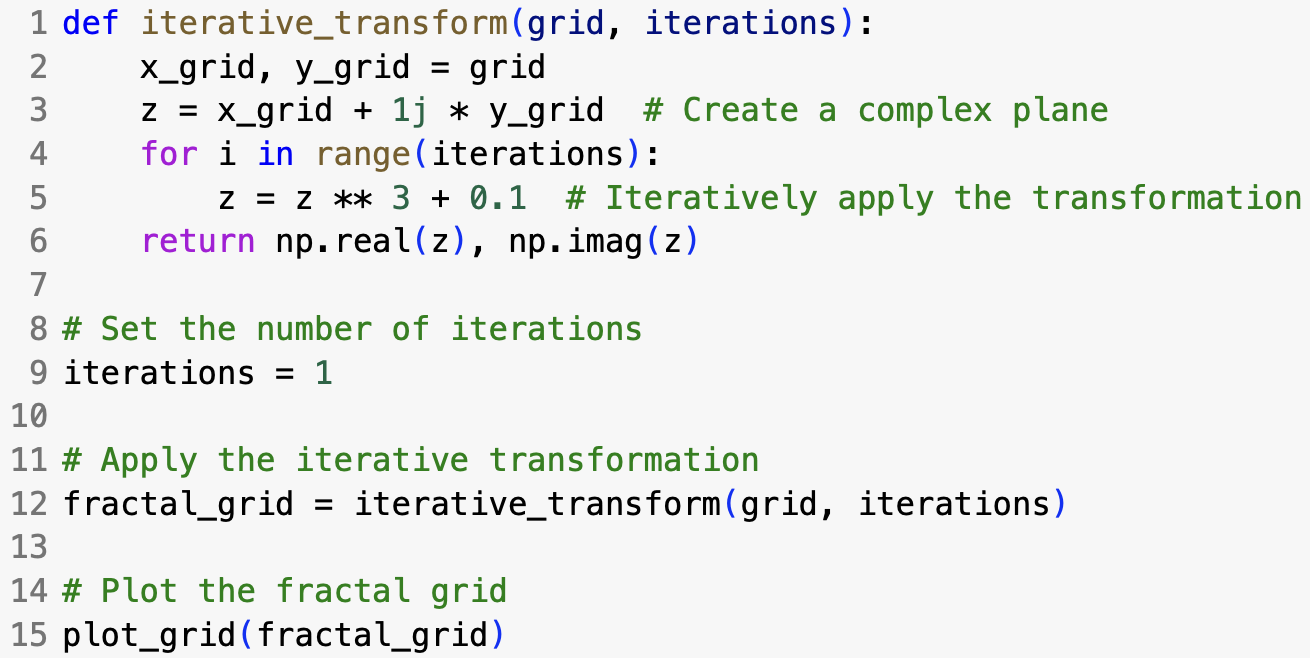 1 def iterative_transform(grid, iterations):
2     x_grid, y_grid = grid
3     z = x_grid + 1j * y_grid  # Create a complex plane
4     for i in range(iterations):
5         z = z ** 3 + 0.1  # Iteratively apply the transformation
6     return np.real(z), np.imag(z)
7
8 # Set the number of iterations
9 iterations = 1
10
11 # Apply the iterative transformation
12 fractal_grid = iterative_transform(grid, iterations)
13
14 # Plot the fractal grid
15 plot_grid(fractal_grid)